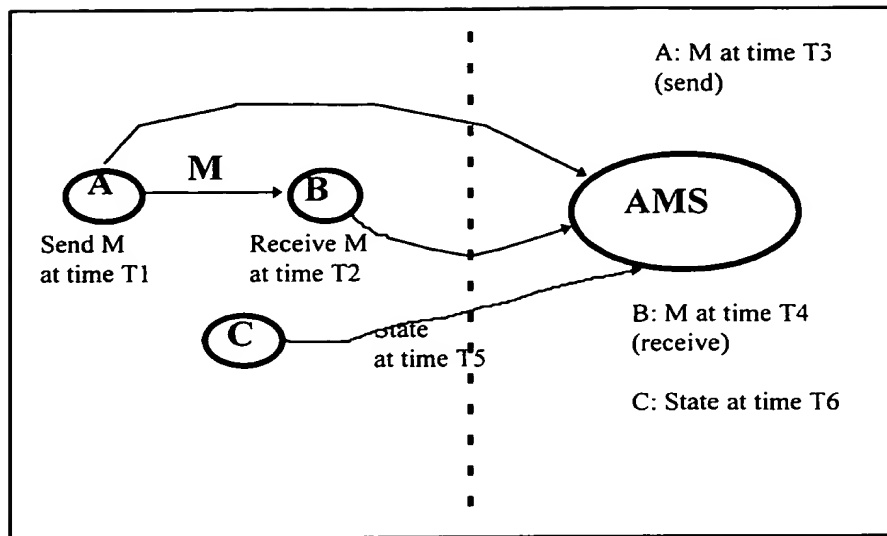 A: M at time T3
(send)
A
M
B
AMS
Send M
at time T1
Receive M
at time T2
C
State
at time T5
B: M at time T4
(receive)
C: State at time T6